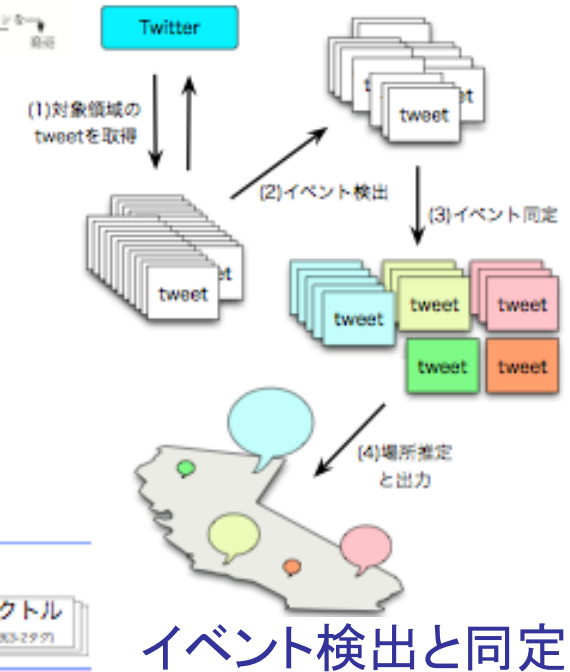 Twitter
(1)対象領域の
tweetを取得
tweet
(2)イベント検出
tweet
(3)イベント同定
tweet
tweet
tweet
tweet
tweet
(4)場所推定
と出力
クトル
イベント検出と同定